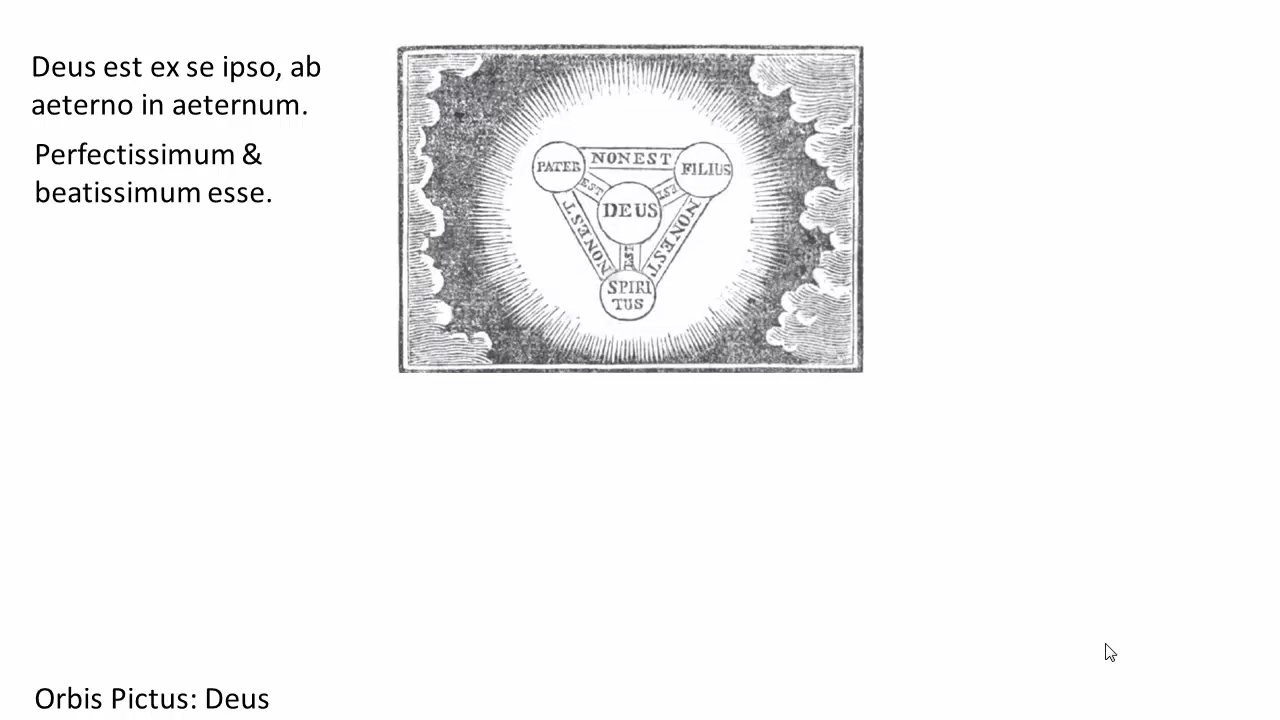 Deus est ex se ipso, ab
aeterno in aeternum.
Perfectissimum &
beatissimum esse.
PATER
NONEST
FILIUS
EST
EST
DEUS
NONEST
NONEST
EST
SPIRI
TUS
Orbis Pictus: Deus